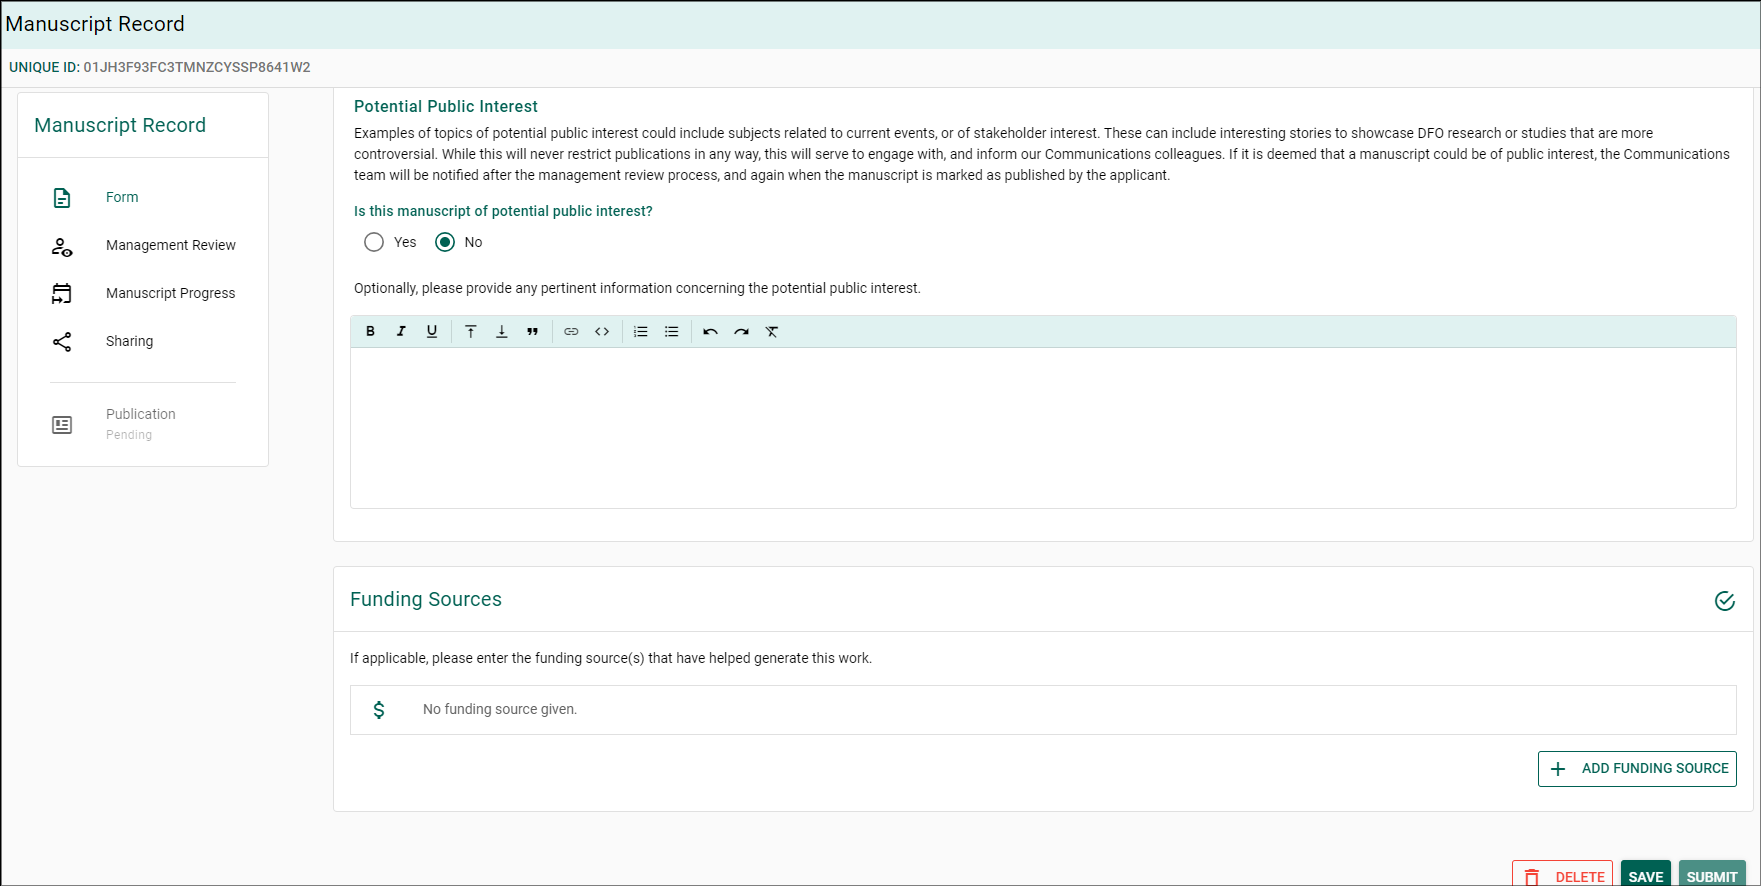 Manuscript Record
UNIQUE ID: 01JH3F93FC3TMNZCYSSP8641W2
Manuscript Record
Form
Management Review
Manuscript Progress
Sharing
Publication
Pending
Potential Public Interest
Examples of topics of potential public interest could include subjects related to current events, or of stakeholder interest. These can include interesting stories to showcase DFO research or studies that are more
controversial. While this will never restrict publications in any way, this will serve to engage with, and inform our Communications colleagues. If it is deemed that a manuscript could be of public interest, the Communications
team will be notified after the management review process, and again when the manuscript is marked as published by the applicant.
Is this manuscript of potential public interest?
Yes No
Optionally, please provide any pertinent information concerning the potential public interest.
Funding Sources
If applicable, please enter the funding source(s) that have helped generate this work.
$ No funding source given.
+ ADD FUNDING SOURCE
DELETE SAVE SUBMIT